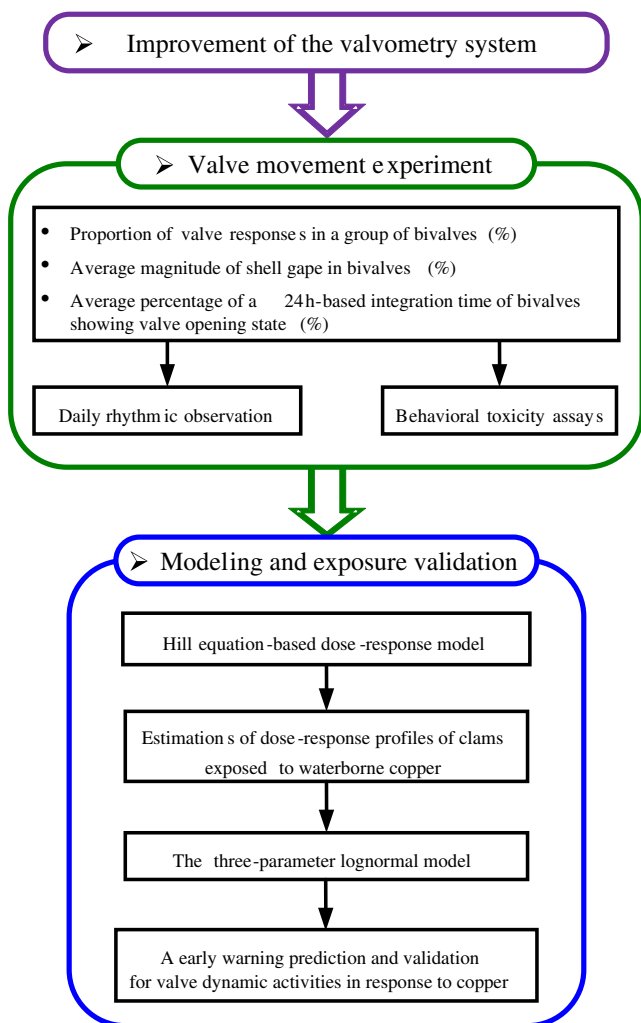 ➢ Improvement of the valvometry system
➢ Valve movement experiment
• Proportion of valve responses in a group of bivalves (%)
• Average magnitude of shell gape in bivalves (%)
• Average percentage of a 24h-based integration time of bivalves
showing valve opening state (%)
Daily rhythmic observation
Behavioral toxicity assays
➢ Modeling and exposure validation
Hill equation-based dose-response model
Estimations of dose-response profiles of clams
exposed to waterborne copper
The three-parameter lognormal model
A early warning prediction and validation
for valve dynamic activities in response to copper